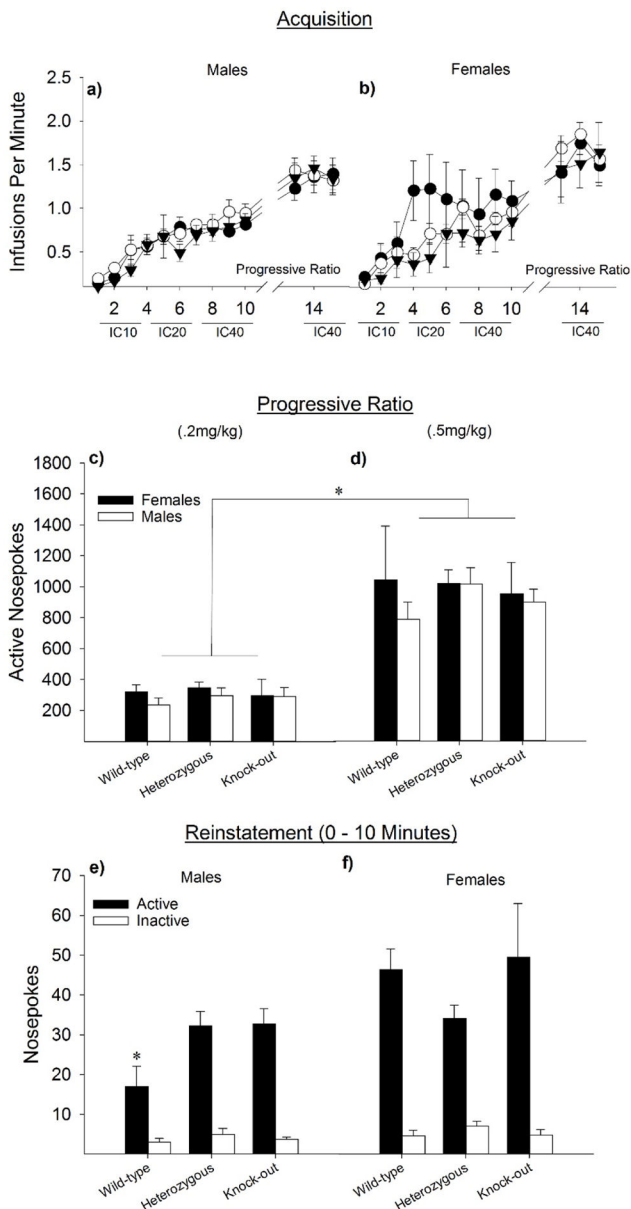 Acquisition
Males
Females
a)
b)
Infusions Per Minute
2.5
2.0
1.5
1.0
0.5
Progressive Ratio
Progressive Ratio
2 4 6 8 10 14 2 4 6 8 10 14
IC10 IC20 IC40 IC40 IC10 IC20 IC40 IC40
Progressive Ratio
(.2mg/kg)
(.5mg/kg)
c)
d)
Active Nosepokes
1800
1600
1400
1200
1000
800
600
400
200
Females
Males
*
Wild-type Heterozygous Knock-out Wild-type Heterozygous Knock-out
Reinstatement (0 - 10 Minutes)
e)
f)
Males
Females
Nosepokes
70
60
50
40
30
20
10
Active
Inactive
*
Wild-type Heterozygous Knock-out Wild-type Heterozygous Knock-out